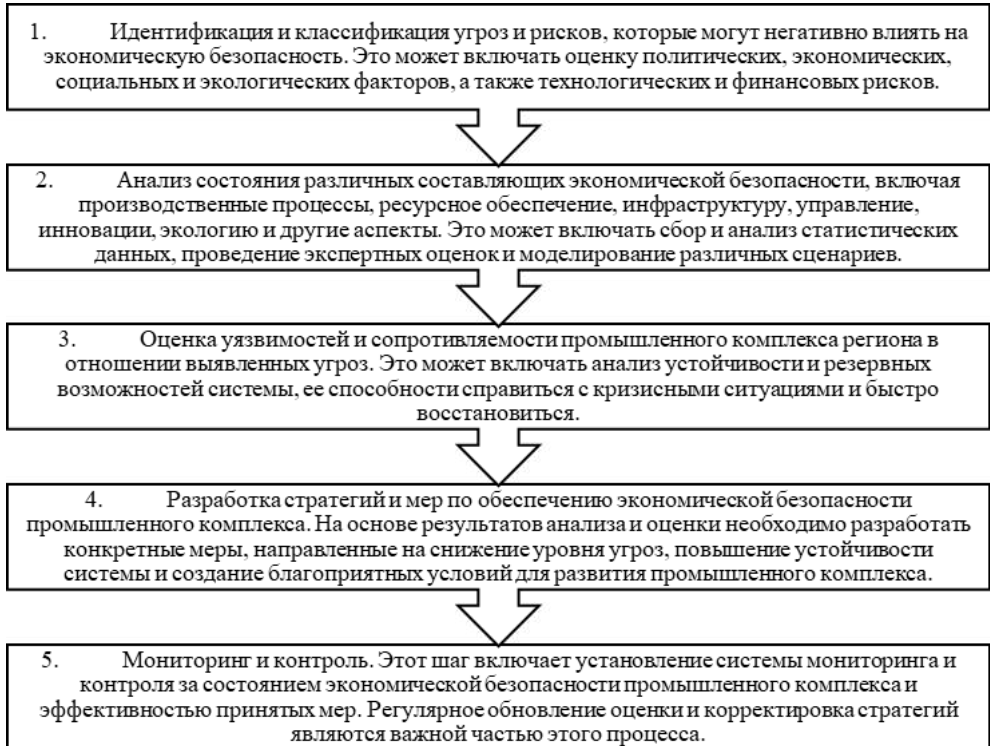 1. Идентификация и классификация угроз и рисков, которые могут негативно влиять на
экономическую безопасность. Это может включать оценку политических, экономических,
социальных и экологических факторов, а также технологических и финансовых рисков.
2. Анализ состояния различных составляющих экономической безопасности, включая
производственные процессы, ресурсное обеспечение, инфраструктуру, управление,
инновации, экологию и другие аспекты. Это может включать сбор и анализ статистических
данных, проведение экспертных оценок и моделирование различных сценариев.
3. Оценка уязвимостей и сопротивляемости промышленного комплекса региона в
отношении выявленных угроз. Это может включать анализ устойчивости и резервных
возможностей системы, ее способности справиться с кризисными ситуациями и быстро
восстановиться.
4. Разработка стратегий и мер по обеспечению экономической безопасности
промышленного комплекса. На основе результатов анализа и оценки необходимо разработать
конкретные меры, направленные на снижение уровня угроз, повышение устойчивости
системы и создание благоприятных условий для развития промышленного комплекса.
5. Мониторинг и контроль. Этот шаг включает установление системы мониторинга и
контроля за состоянием экономической безопасности промышленного комплекса и
эффективностью принятых мер. Регулярное обновление оценки и корректировка стратегий
являются важной частью этого процесса.